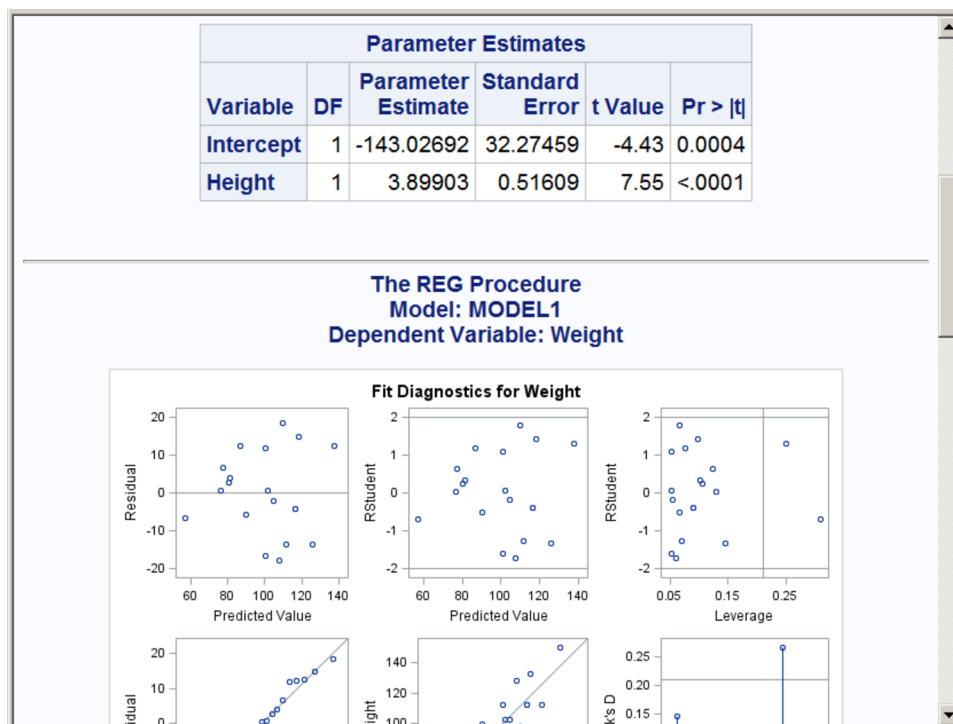 Parameter Estimates
Variable DF Parameter Estimate Standard Error t Value Pr > |t|
Intercept 1 -143.02692 32.27459 -4.43 0.0004
Height 1 3.89903 0.51609 7.55 <.0001
The REG Procedure
Model: MODEL1
Dependent Variable: Weight
Fit Diagnostics for Weight
Residual
20
10
0
-10
-20
60 80 100 120 140
Predicted Value
RStudent
2
1
0
-1
-2
60 80 100 120 140
Predicted Value
RStudent
2
1
0
-1
-2
0.05 0.15 0.25
Leverage
20
10
0
140
120
100
0.25
0.20
0.15